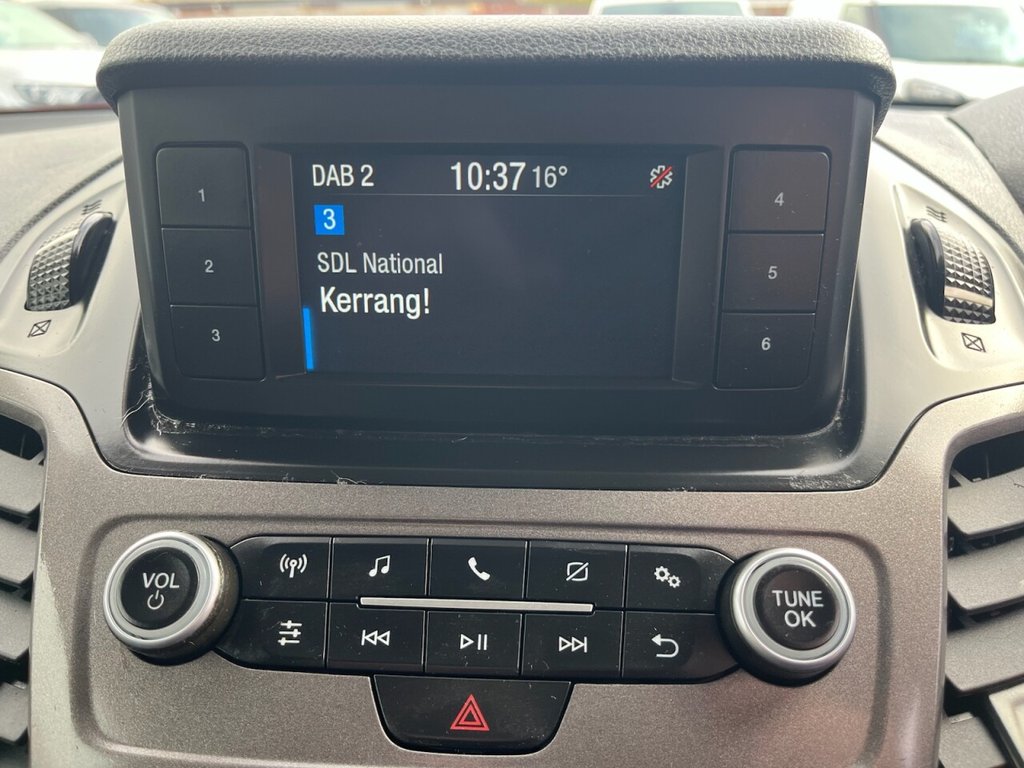 DAB 2 10:37 16°
3
SDL National
Kerrang!
1
2
3
4
5
6
VOL
TUNE
OK